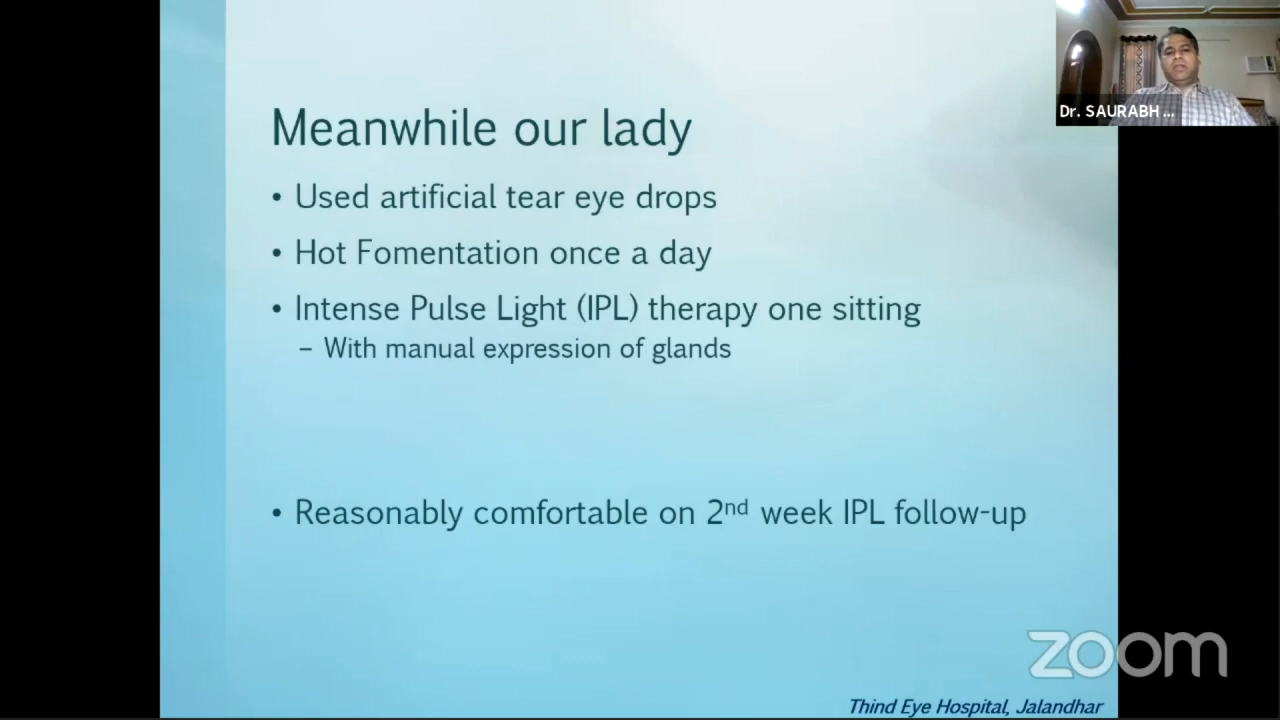 Dr. SAURABH ...
Meanwhile our lady
• Used artificial tear eye drops
• Hot Fomentation once a day
• Intense Pulse Light (IPL) therapy one sitting
– With manual expression of glands
• Reasonably comfortable on 2nd week IPL follow-up
zoom
Thind Eye Hospital, Jalandhar